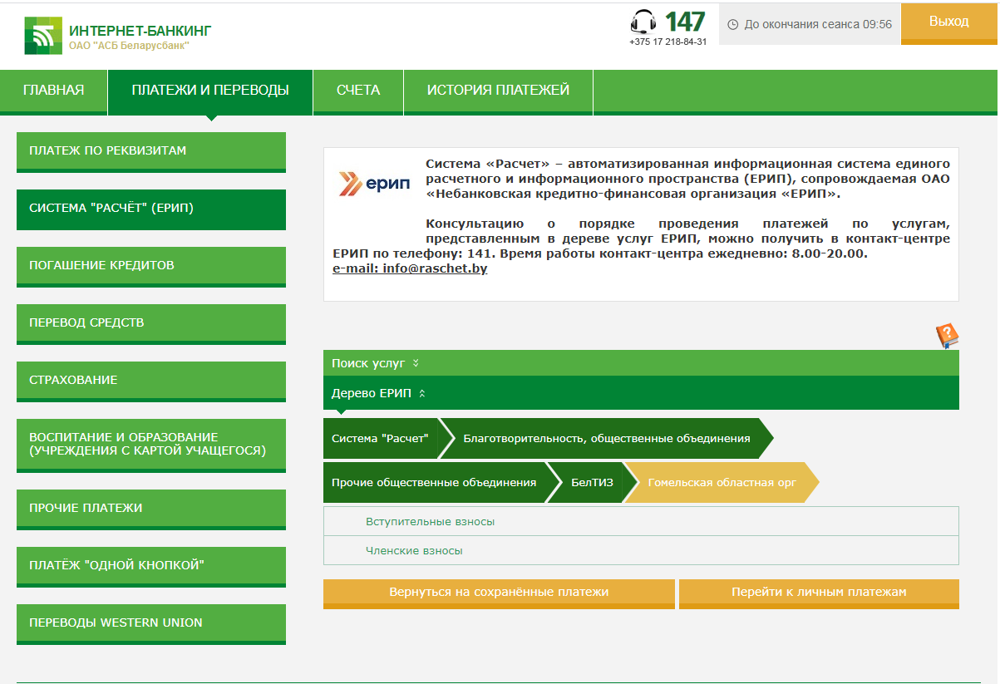 ИНТЕРНЕТ-БАНКИНГ
ОАО "АСБ Беларусбанк"
147
+375 17 218-84-31
До окончания сеанса 09:56
Выход
ГЛАВНАЯ
ПЛАТЕЖИ И ПЕРЕВОДЫ
СЧЕТА
ИСТОРИЯ ПЛАТЕЖЕЙ
ПЛАТЕЖ ПО РЕКВИЗИТАМ
СИСТЕМА "РАСЧЁТ" (ЕРИП)
ПОГАШЕНИЕ КРЕДИТОВ
ПЕРЕВОД СРЕДСТВ
СТРАХОВАНИЕ
ВОСПИТАНИЕ И ОБРАЗОВАНИЕ
(УЧРЕЖДЕНИЯ С КАРТОЙ УЧАЩЕГОСЯ)
ПРОЧИЕ ПЛАТЕЖИ
ПЛАТЁЖ "ОДНОЙ КНОПКОЙ"
ПЕРЕВОДЫ WESTERN UNION
ерип
Система «Расчет» – автоматизированная информационная система единого
расчетного и информационного пространства (ЕРИП), сопровождаемая ОАО
«Небанковская кредитно-финансовая организация «ЕРИП».
Консультацию о порядке проведения платежей по услугам,
представленным в дереве услуг ЕРИП, можно получить в контакт-центре
ЕРИП по телефону: 141. Время работы контакт-центра ежедневно: 8.00-20.00.
e-mail: info@raschet.by
?
Поиск услуг
Дерево ЕРИП
Система "Расчет"
Благотворительность, общественные объединения
Прочие общественные объединения
БелТИЗ
Гомельская областная орг
Вступительные взносы
Членские взносы
Вернуться на сохранённые платежи
Перейти к личным платежам